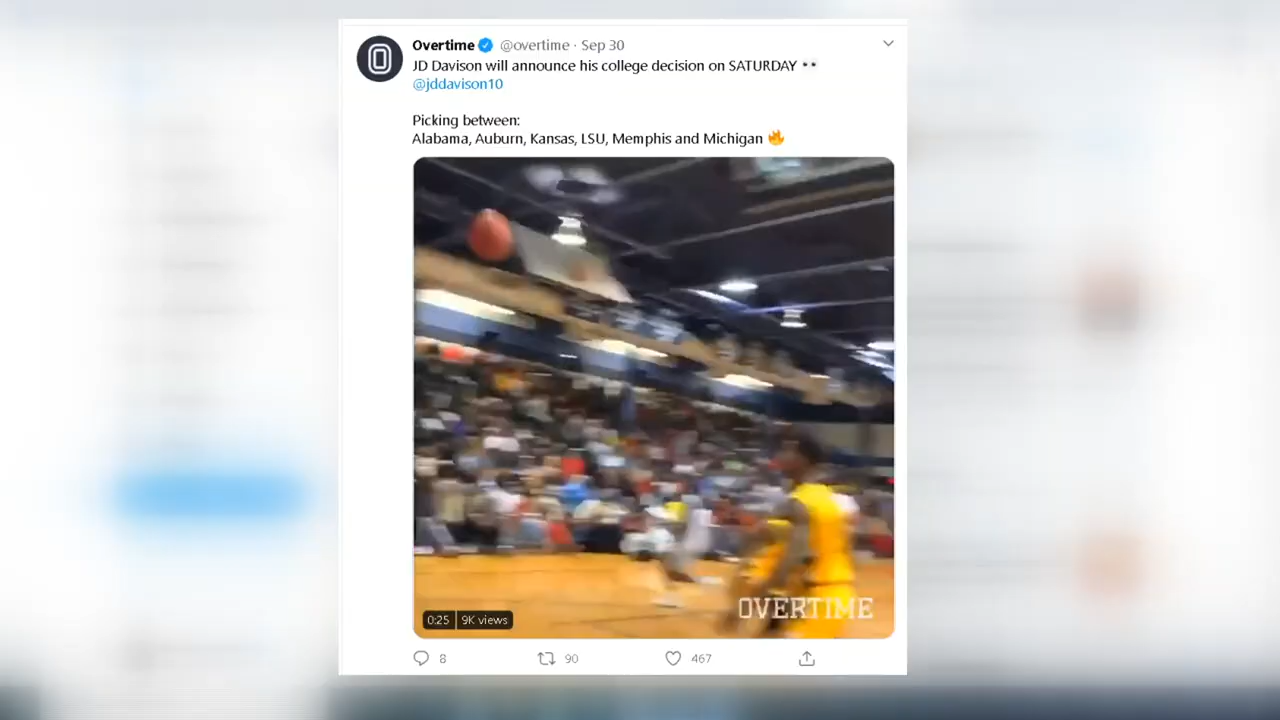 Overtime @overtime · Sep 30
JD Davison will announce his college decision on SATURDAY 👀
@jddavison10
Picking between:
Alabama, Auburn, Kansas, LSU, Memphis and Michigan 🔥
OVERTIME
0:25 9K views
8 90 467